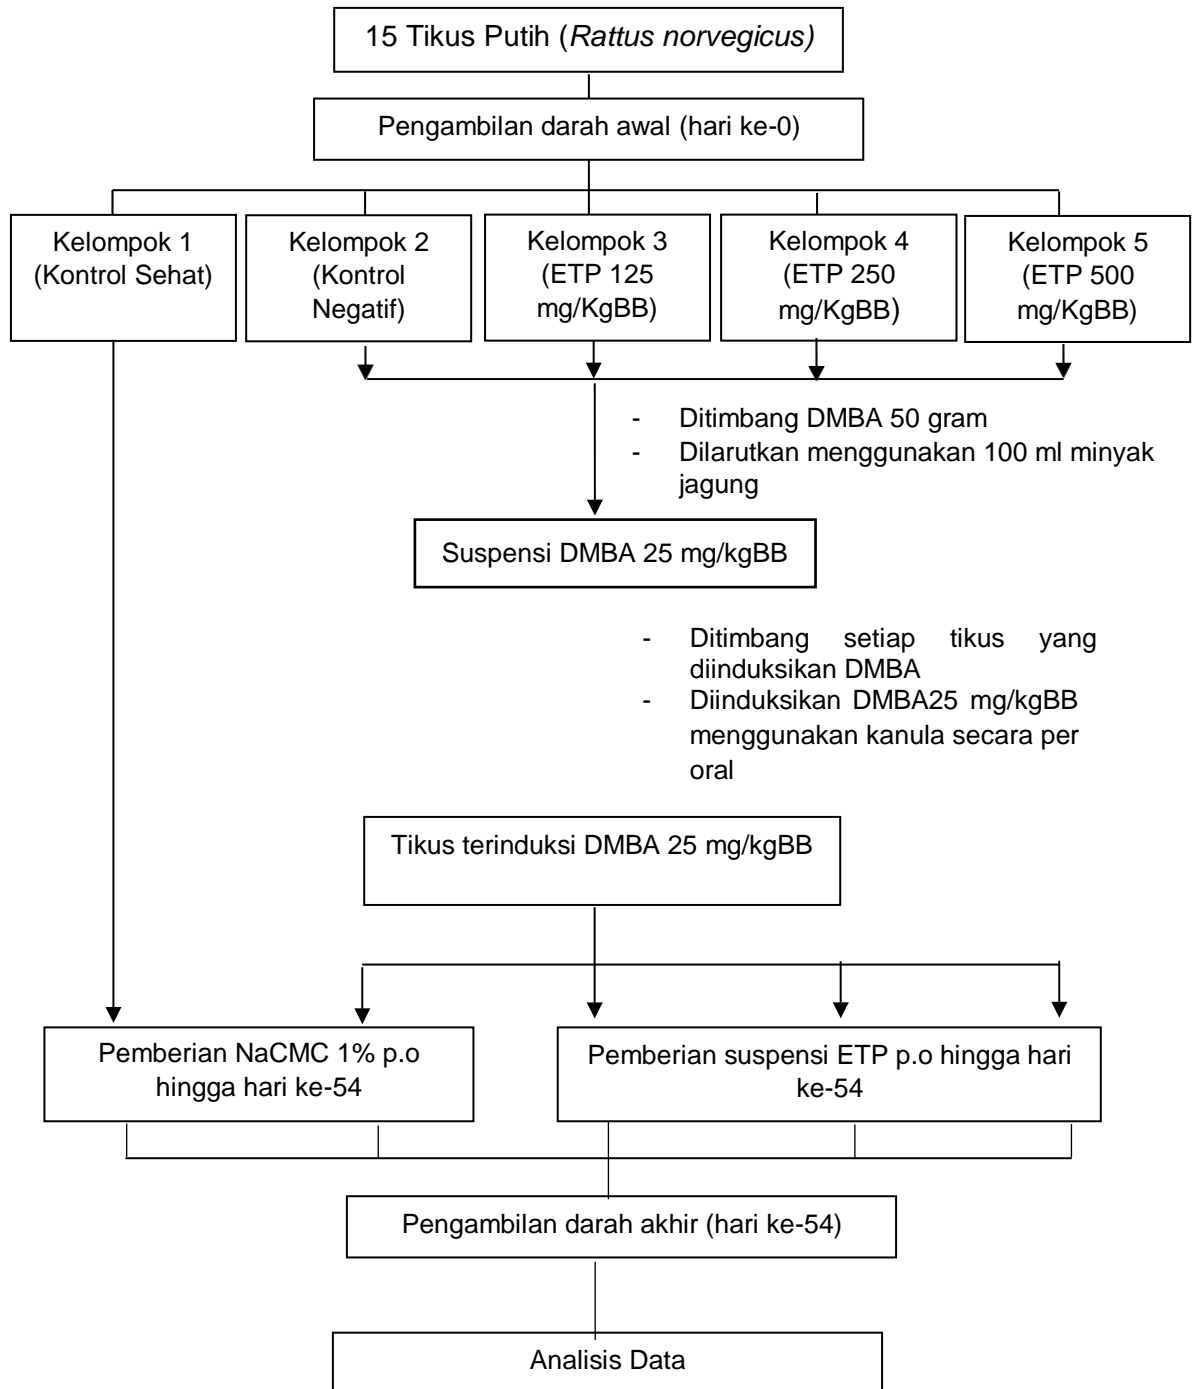 15 Tikus Putih (Rattus norvegicus)
Pengambilan darah awal (hari ke-0)
Kelompok 1
(Kontrol Sehat)
Kelompok 2
(Kontrol
Negatif)
Kelompok 3
(ETP 125
mg/KgBB)
Kelompok 4
(ETP 250
mg/KgBB)
Kelompok 5
(ETP 500
mg/KgBB)
- Ditimbang DMBA 50 gram
- Dilarutkan menggunakan 100 ml minyak
jagung
Suspensi DMBA 25 mg/kgBB
- Ditimbang setiap tikus yang
diinduksikan DMBA
- Diinduksikan DMBA25 mg/kgBB
menggunakan kanula secara per
oral
Tikus terinduksi DMBA 25 mg/kgBB
Pemberian NaCMC 1% p.o
hingga hari ke-54
Pemberian suspensi ETP p.o hingga hari
ke-54
Pengambilan darah akhir (hari ke-54)
Analisis Data